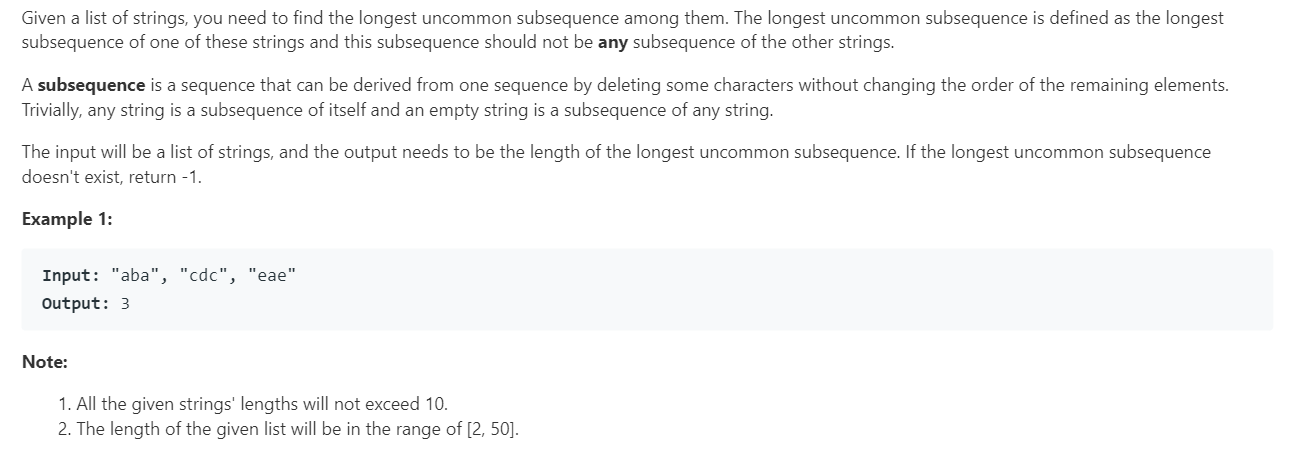 Given a list of strings, you need to find the longest uncommon subsequence among them. The longest uncommon subsequence is defined as the longest
subsequence of one of these strings and this subsequence should not be any subsequence of the other strings.
A subsequence is a sequence that can be derived from one sequence by deleting some characters without changing the order of the remaining elements.
Trivially, any string is a subsequence of itself and an empty string is a subsequence of any string.
The input will be a list of strings, and the output needs to be the length of the longest uncommon subsequence. If the longest uncommon subsequence
doesn't exist, return -1.
Example 1:
Input: "aba", "cdc", "eae"
Output: 3
Note:
1. All the given strings' lengths will not exceed 10.
2. The length of the given list will be in the range of [2, 50].